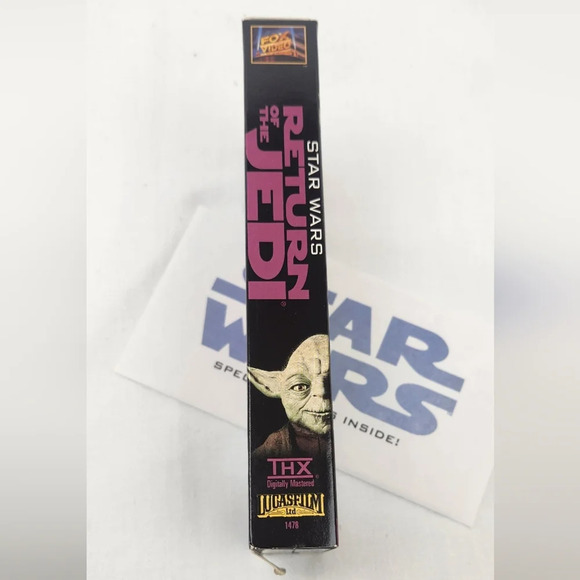 FOX
VIDEO
STAR WARS
RETURN
OF THE
JEDI
®
THX
®
Digitally Mastered
LUCASFILM
Ltd
1478
STAR
WARS
INSIDE!